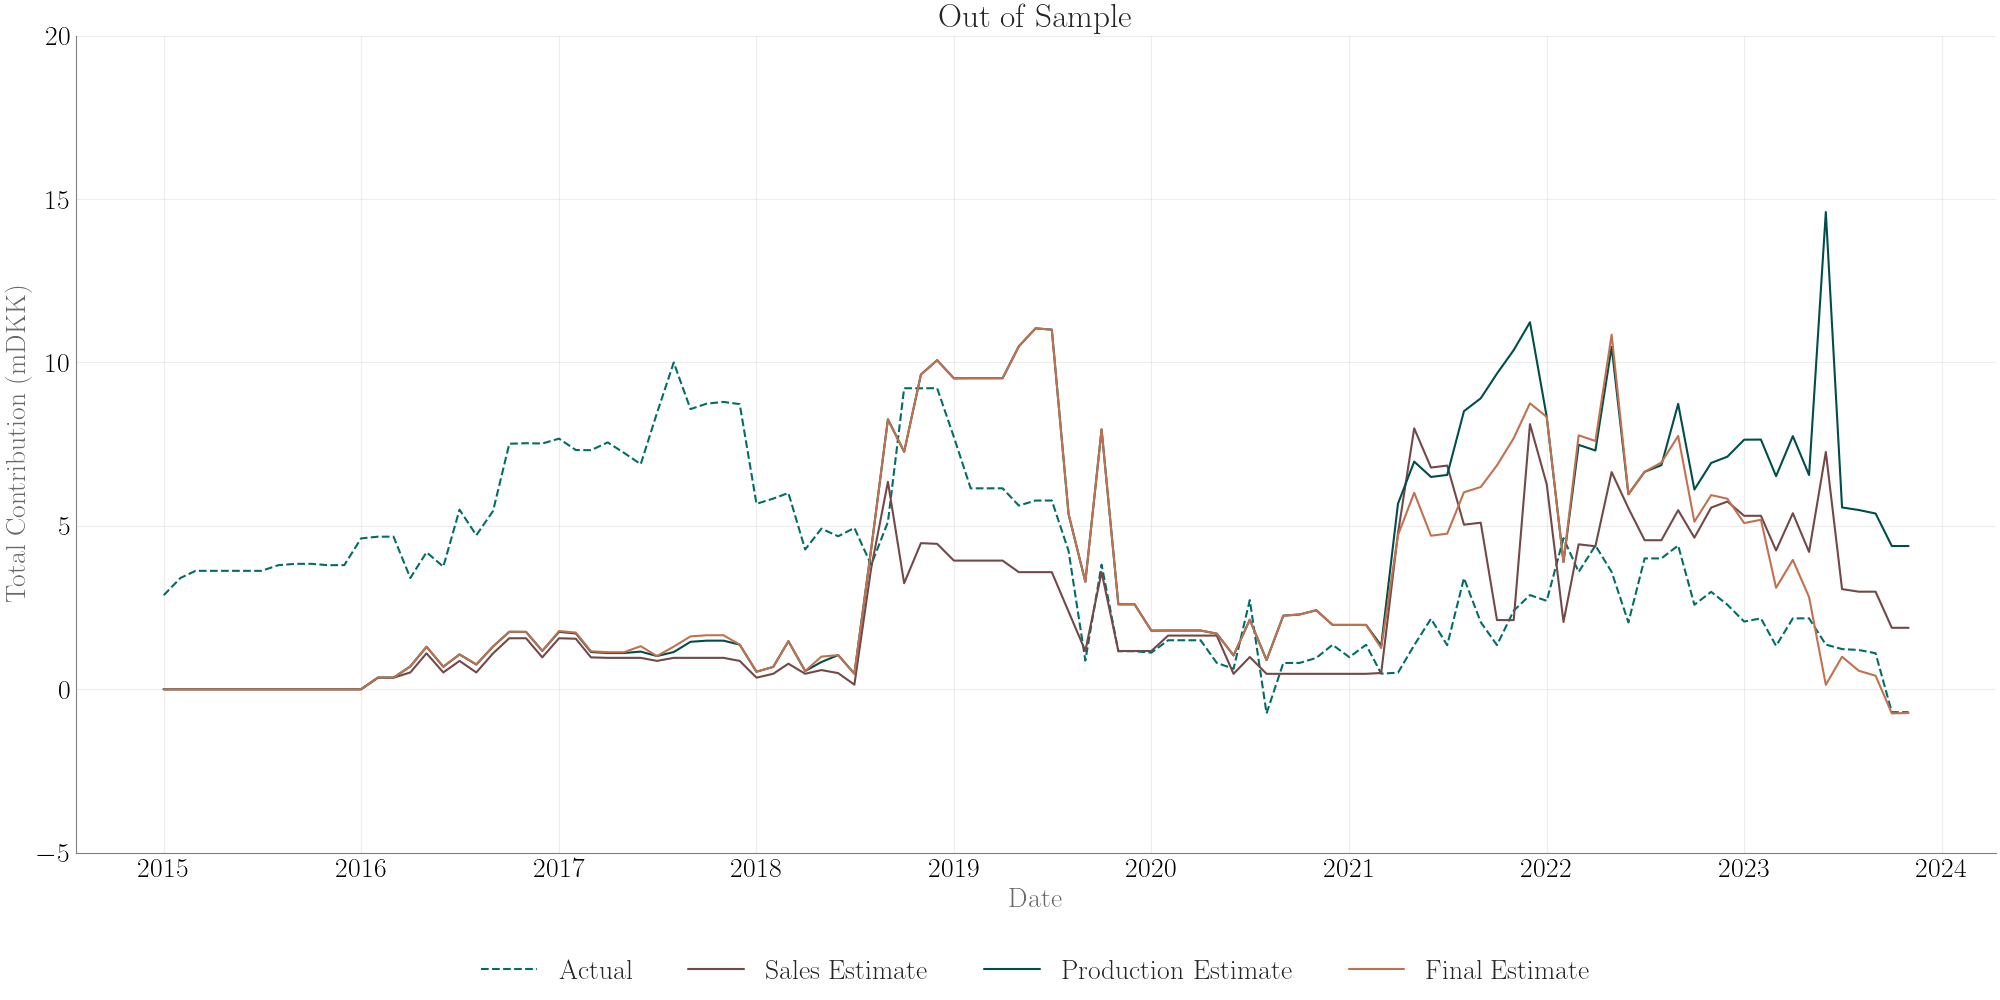 Out of Sample
Total Contribution (mDKK)
20
15
10
5
0
−5
2015 2016 2017 2018 2019 2020 2021 2022 2023 2024
Date
Actual Sales Estimate Production Estimate Final Estimate